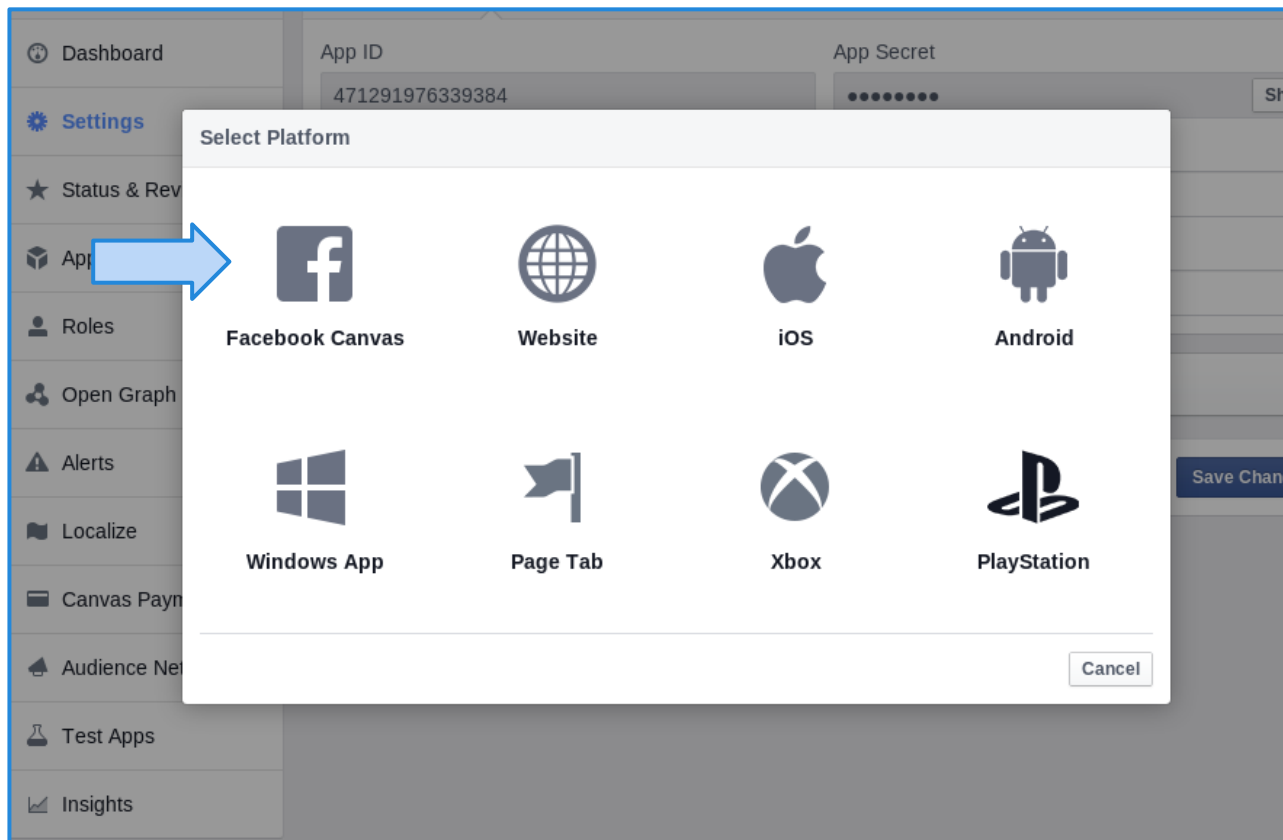 Dashboard
App ID
App Secret
471291976339384
••••••••
Sh
Settings
Select Platform
Status & Rev
App
Facebook Canvas
Website
iOS
Android
Roles
Open Graph
Alerts
Save Chan
Localize
Windows App
Page Tab
Xbox
PlayStation
Canvas Paym
Audience Net
Cancel
Test Apps
Insights